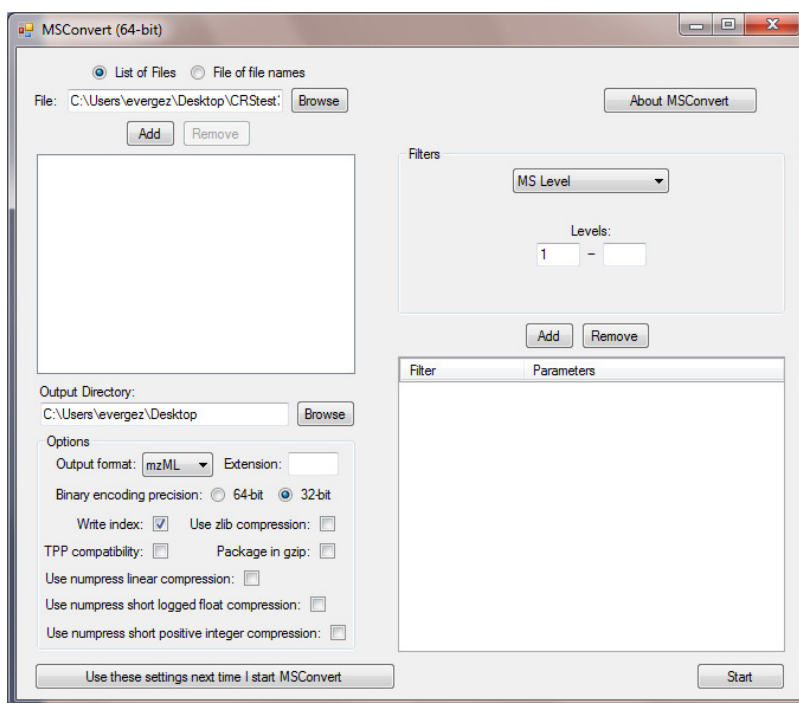 MSConvert (64-bit)
List of Files File of file names
File: C:\Users\evergez\Desktop\CRStest Browse
About MSConvert
Add Remove
Filters
MS Level
Levels:
1 –
Add Remove
Filter Parameters
Output Directory:
C:\Users\evergez\Desktop Browse
Options
Output format: mzML Extension:
Binary encoding precision: 64-bit 32-bit
Write index: Use zlib compression:
TPP compatibility: Package in gzip:
Use numpress linear compression:
Use numpress short logged float compression:
Use numpress short positive integer compression:
Use these settings next time I start MSConvert
Start